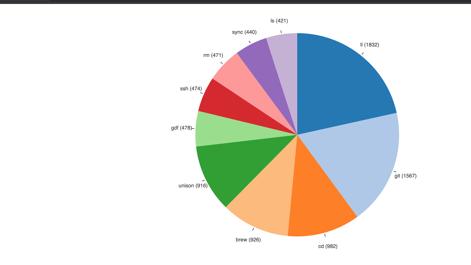 ls (421)
sync (440)
ll (1832)
rm (471)
ssh (474)
gdf (478)
git (1567)
unison (916)
brew (926)
cd (982)